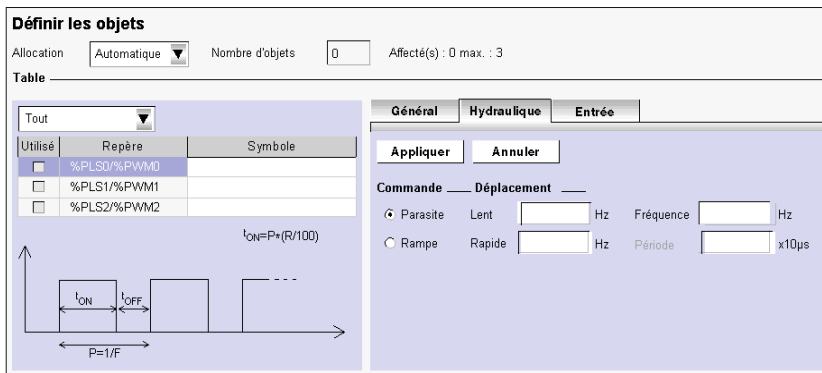 Définir les objets
Allocation Automatique Nombre d'objets 0 Affecté(s) : 0 max. : 3
Table
Tout
Utilisé Repère Symbole
%PLS0/%PWM0
%PLS1/%PWM1
%PLS2/%PWM2
tON=P*(R/100)
tON tOFF
P=1/F
Général Hydraulique Entrée
Appliquer Annuler
Commande Déplacement
Parasite Lent Hz Fréquence Hz
Rampe Rapide Hz Période x10µs